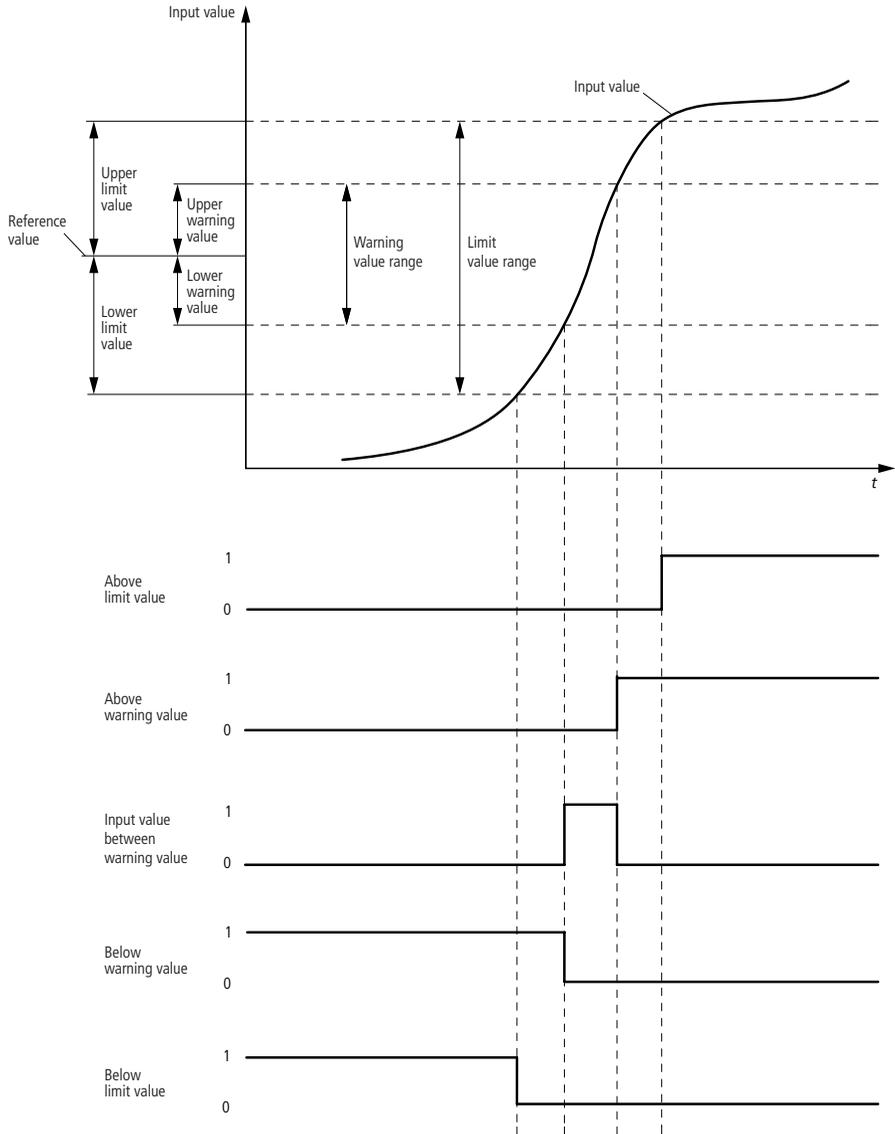 Input value
Input value
Upper
limit
value
Upper
warning
value
Reference
value
Warning
value range
Limit
value range
Lower
warning
value
Lower
limit
value
t
1
Above
limit value
0
1
Above
warning value
0
1
Input value
between
warning value
0
1
Below
warning value
0
1
Below
limit value
0